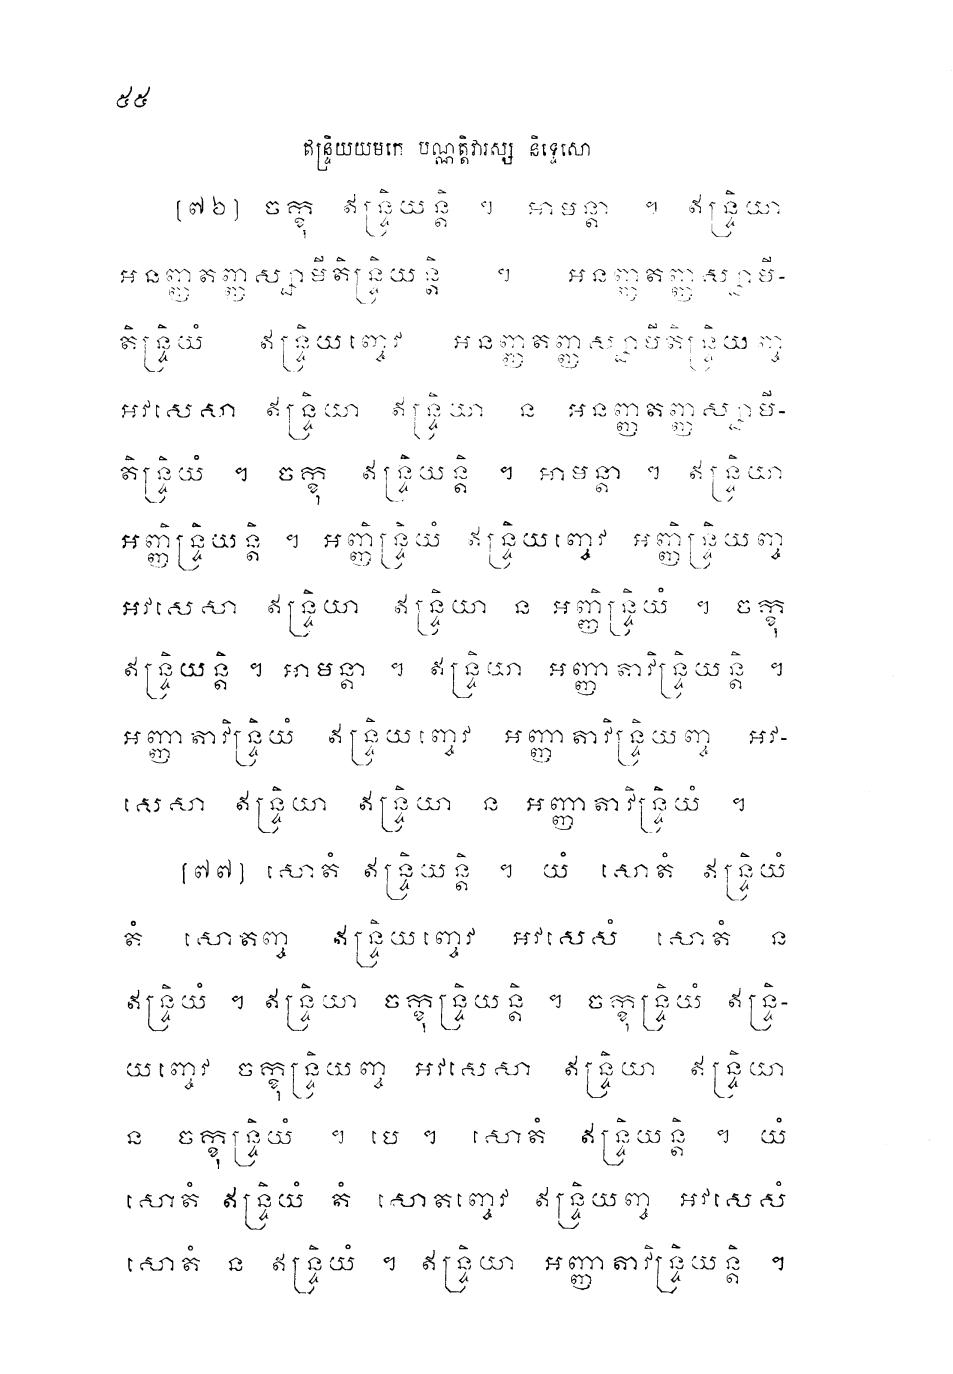 ៥៥
ឥន្ទ្រិយយមកេ បណ្ណត្តិវារស្ស និទ្ទេសោ
[៧៦] ចក្ខុ ឥន្ទ្រិយន្តិ ។ អាមន្តា ។ ឥន្ទ្រិយា
អនញ្ញតញ្ញស្សាមីតិន្ទ្រិយន្តិ ។ អនញ្ញតញ្ញស្សាមី-
តិន្ទ្រិយំ ឥន្ទ្រិយញ្ចេវ អនញ្ញតញ្ញស្សាមីតិន្ទ្រិយញ្ច
អវសេសា ឥន្ទ្រិយា ឥន្ទ្រិយា ន អនញ្ញតញ្ញស្សាមី-
តិន្ទ្រិយំ ។ ចក្ខុ ឥន្ទ្រិយន្តិ ។ អាមន្តា ។ ឥន្ទ្រិយា
អញ្ញិន្ទ្រិយន្តិ ។ អញ្ញិន្ទ្រិយំ ឥន្ទ្រិយញ្ចេវ អញ្ញិន្ទ្រិយញ្ច
អវសេសា ឥន្ទ្រិយា ឥន្ទ្រិយា ន អញ្ញិន្ទ្រិយំ ។ ចក្ខុ
ឥន្ទ្រិយន្តិ ។ អាមន្តា ។ ឥន្ទ្រិយា អញ្ញាតាវិន្ទ្រិយន្តិ ។
អញ្ញាតាវិន្ទ្រិយំ ឥន្ទ្រិយញ្ចេវ អញ្ញាតាវិន្ទ្រិយញ្ច អវ-
សេសា ឥន្ទ្រិយា ឥន្ទ្រិយា ន អញ្ញាតាវិន្ទ្រិយំ ។
[៧៧] សោតំ ឥន្ទ្រិយន្តិ ។ យំ សោតំ ឥន្ទ្រិយំ
តំ សោតញ្ច ឥន្ទ្រិយញ្ចេវ អវសេសំ សោតំ ន
ឥន្ទ្រិយំ ។ ឥន្ទ្រិយា ចក្ខុន្ទ្រិយន្តិ ។ ចក្ខុន្ទ្រិយំ ឥន្ទ្រិ-
យញ្ចេវ ចក្ខុន្ទ្រិយញ្ច អវសេសា ឥន្ទ្រិយា ឥន្ទ្រិយា
ន ចក្ខុន្ទ្រិយំ ។ បេ ។ សោតំ ឥន្ទ្រិយន្តិ ។ យំ
សោតំ ឥន្ទ្រិយំ តំ សោតញ្ចេវ ឥន្ទ្រិយញ្ច អវសេសំ
សោតំ ន ឥន្ទ្រិយំ ។ ឥន្ទ្រិយា អញ្ញាតាវិន្ទ្រិយន្តិ ។